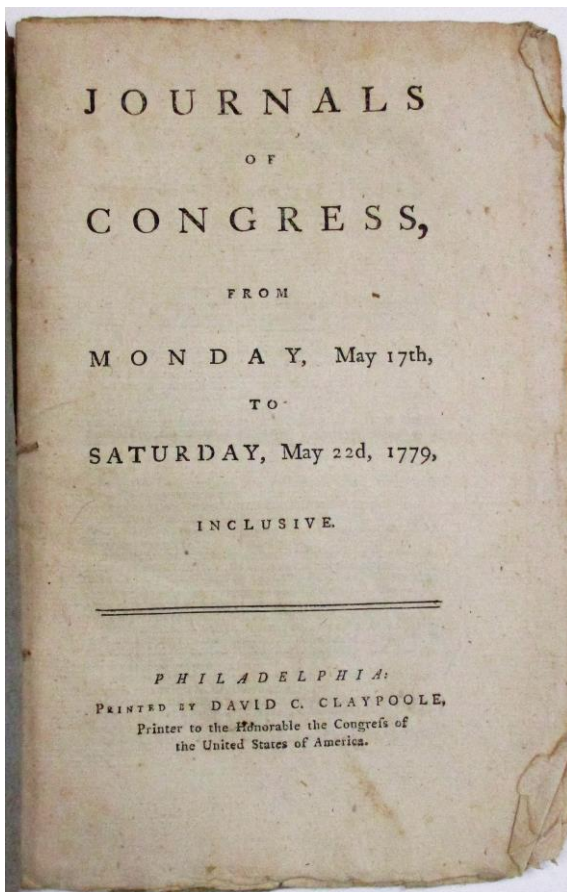 JOURNALS
OF
CONGRESS,
FROM
MONDAY, May 17th,
TO
SATURDAY, May 22d, 1779,
INCLUSIVE.
PHILADELPHIA:
PRINTED BY DAVID C. CLAYPOOLE,
Printer to the Honorable the Congreſs of
the United States of America.